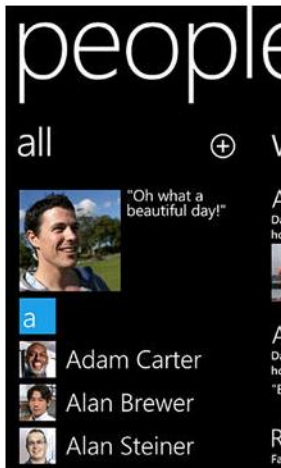 people
all
"Oh what a
beautiful day!"
a
Adam Carter
Alan Brewer
Alan Steiner